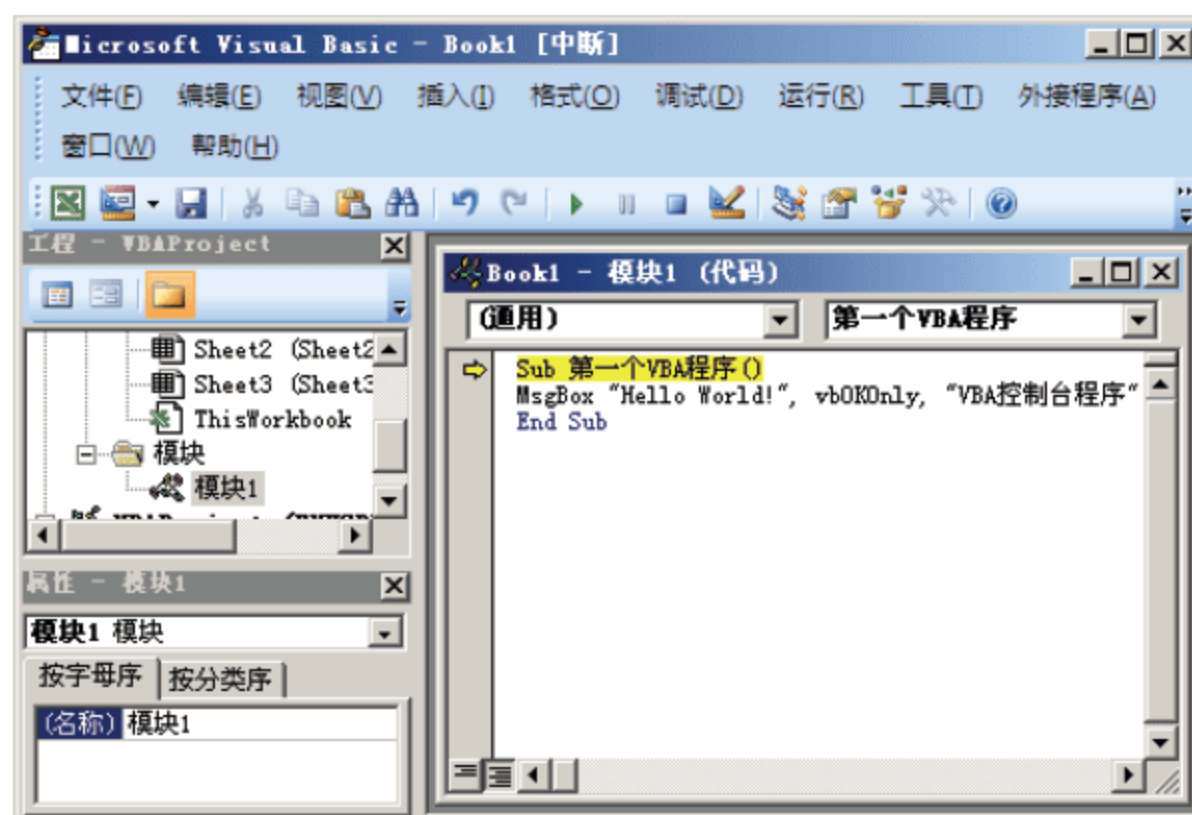 Microsoft Visual Basic - Book1 [中断]
文件(F) 编辑(E) 视图(V) 插入(I) 格式(O) 调试(D) 运行(R) 工具(T) 外接程序(A)
窗口(W) 帮助(H)
工程 - VBAProject
Sheet2 (Sheet2
Sheet3 (Sheet3
ThisWorkbook
模块
模块1
属性 - 模块1
模块1 模块
按字母序 按分类序
(名称) 模块1
Book1 - 模块1 (代码)
(通用) 第一个VBA程序
Sub 第一个VBA程序()
MsgBox "Hello World!", vbOKOnly, "VBA控制台程序"
End Sub